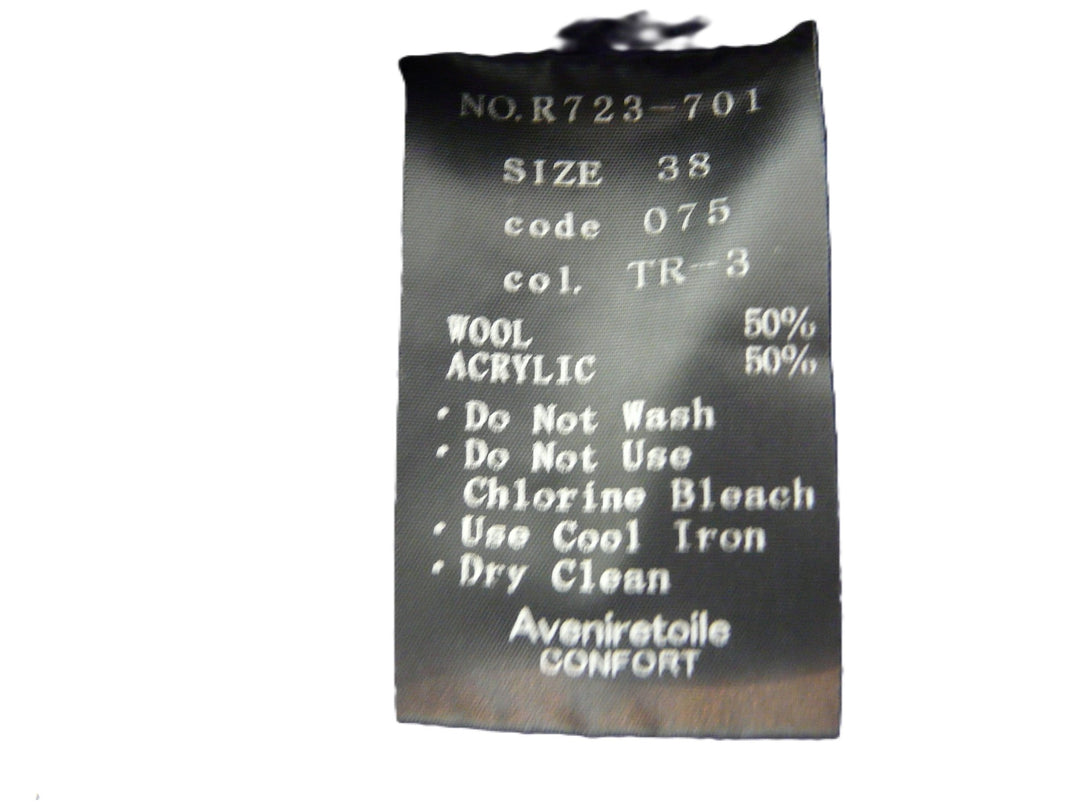 NO.R723-701
SIZE 38
code 075
col. TR-3
WOOL 50%
ACRYLIC 50%
・Do Not Wash
・Do Not Use
Chlorine Bleach
・Use Cool Iron
・Dry Clean
Aveniretoile
CONFORT